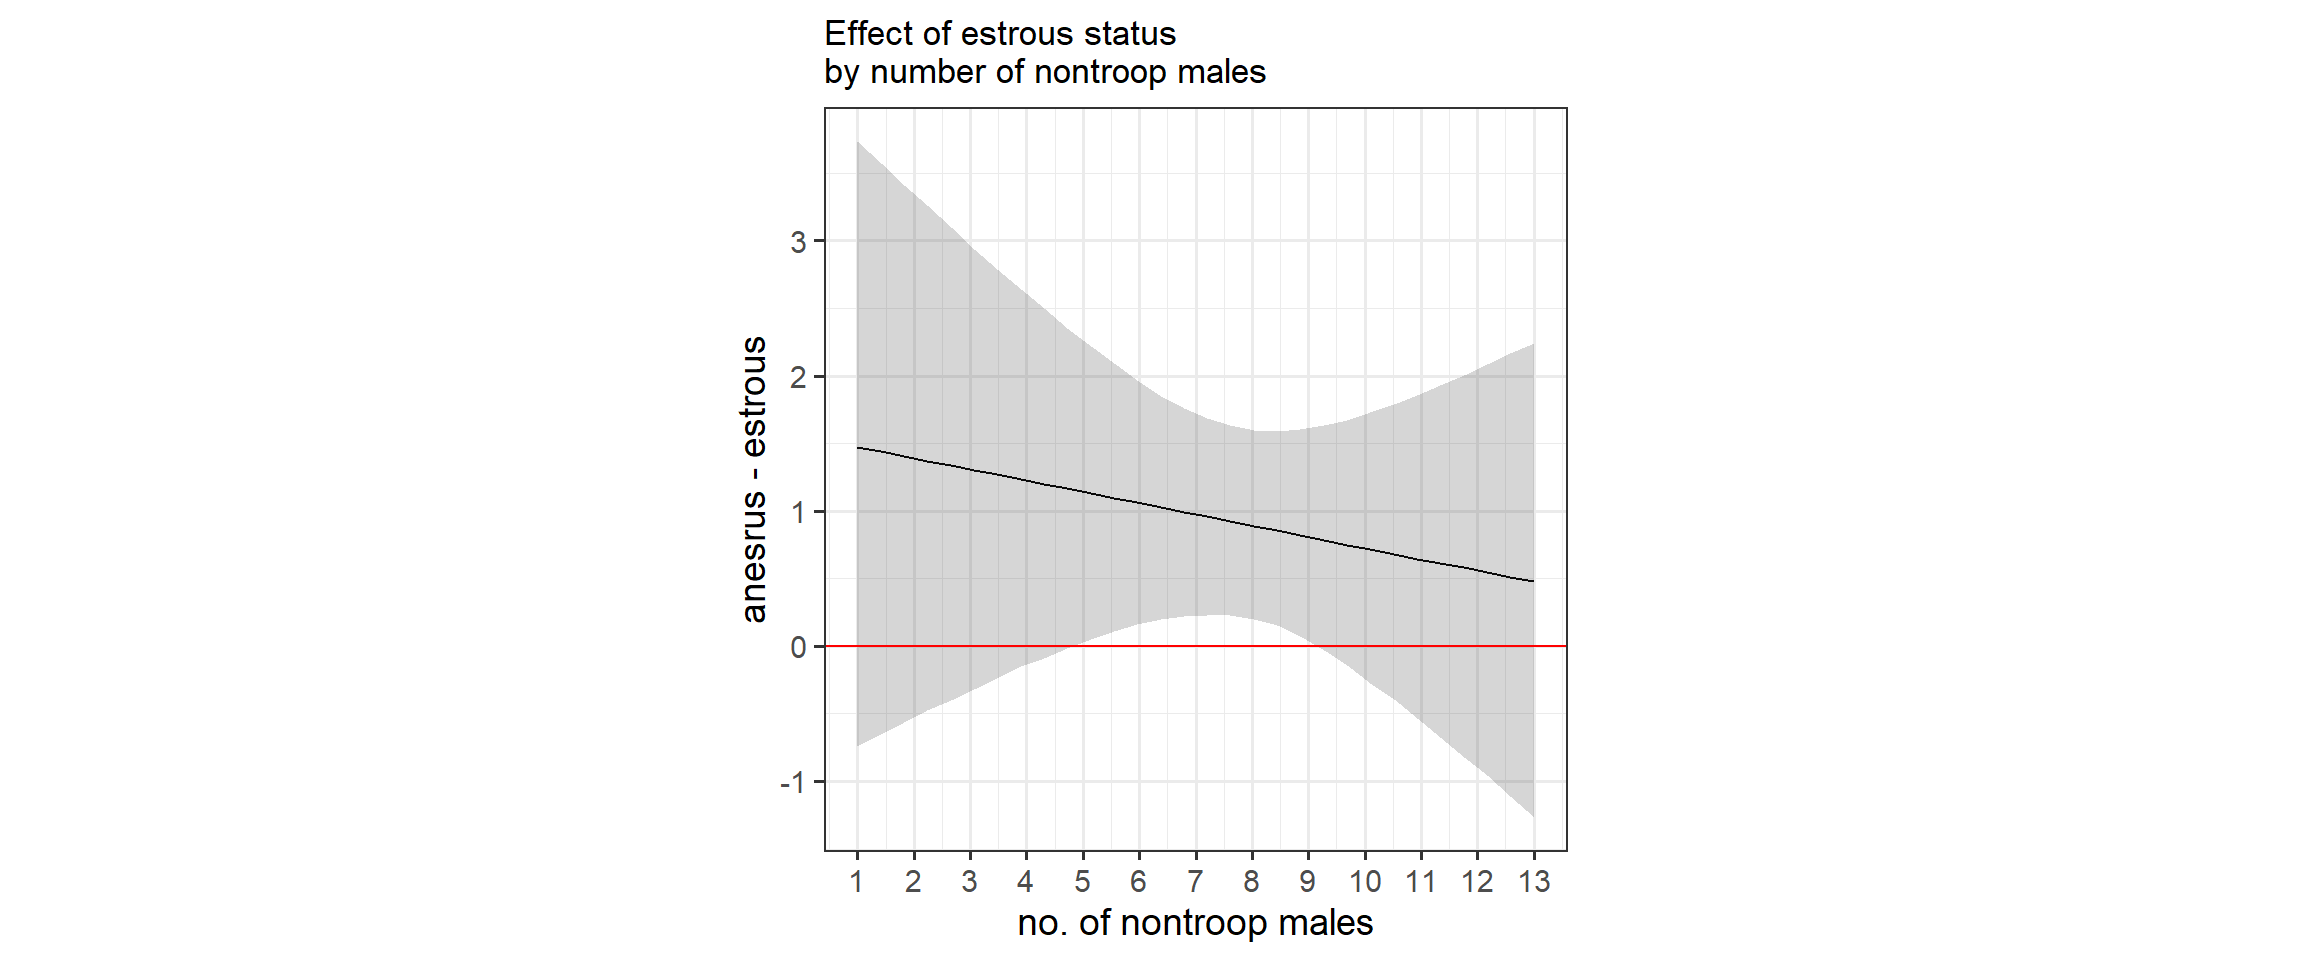 Effect of estrous status
by number of nontroop males
anesrus - estrous
3
2
1
0
-1
1 2 3 4 5 6 7 8 9 10 11 12 13
no. of nontroop males